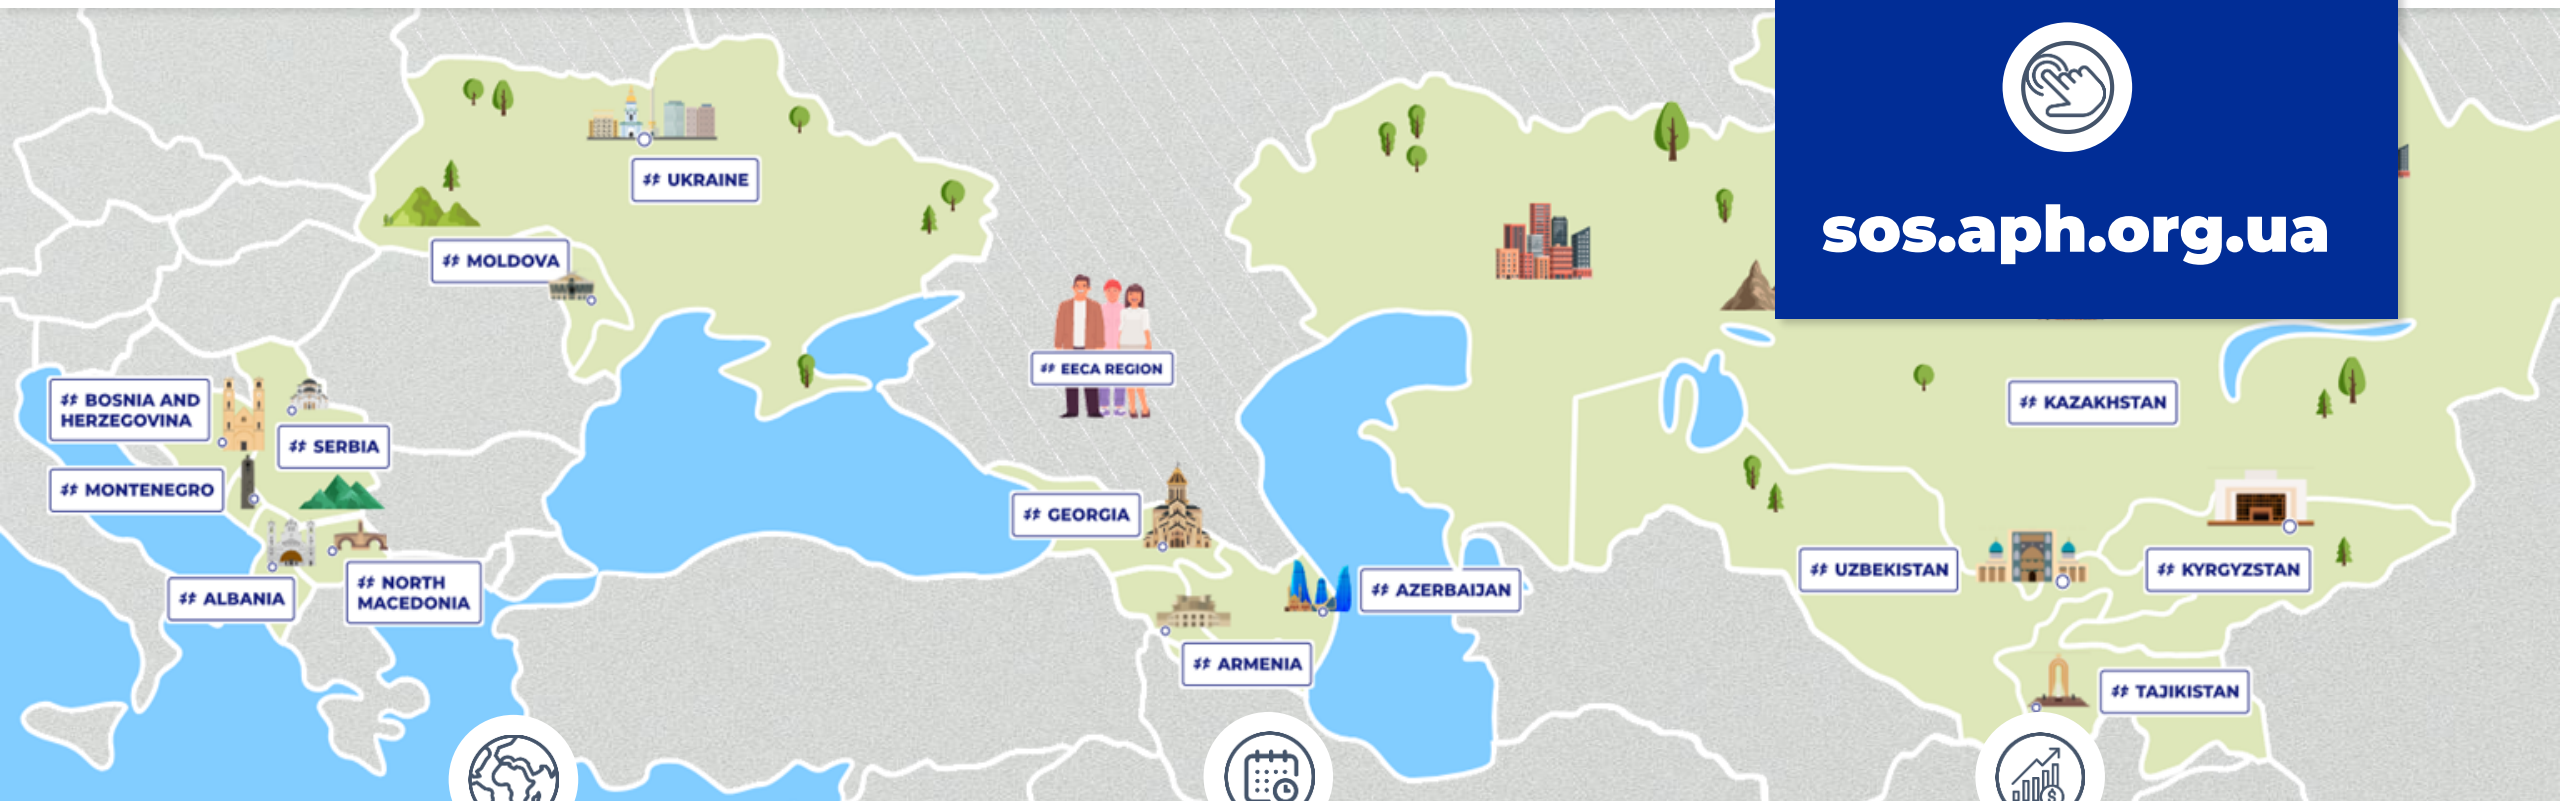 sos.aph.org.ua
UKRAINE
MOLDOVA
EECA REGION
BOSNIA AND
HERZEGOVINA
SERBIA
KAZAKHSTAN
MONTENEGRO
GEORGIA
UZBEKISTAN
KYRGYZSTAN
AZERBAIJAN
ALBANIA
NORTH
MACEDONIA
ARMENIA
TAJIKISTAN